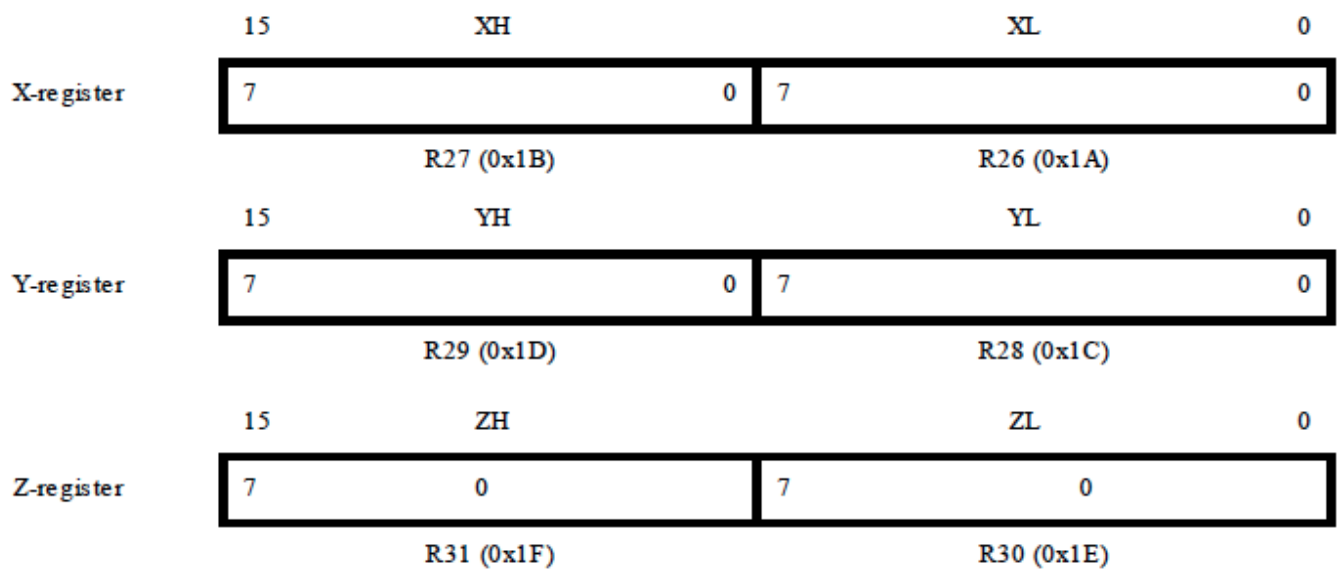 15 XH XL 0
X-register 7 0 7 0
R27 (0x1B) R26 (0x1A)
15 YH YL 0
Y-register 7 0 7 0
R29 (0x1D) R28 (0x1C)
15 ZH ZL 0
Z-register 7 0 7 0
R31 (0x1F) R30 (0x1E)